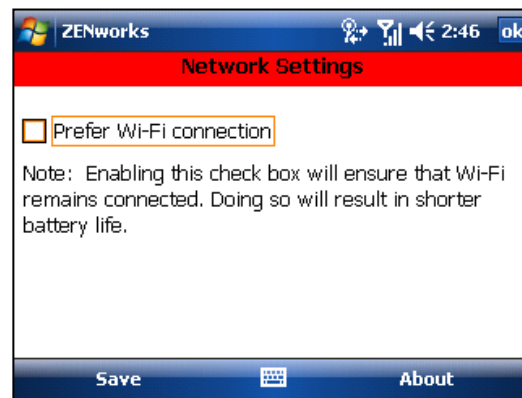 ZENworks 2:46 ok
Network Settings
Prefer Wi-Fi connection
Note: Enabling this check box will ensure that Wi-Fi
remains connected. Doing so will result in shorter
battery life.
Save About